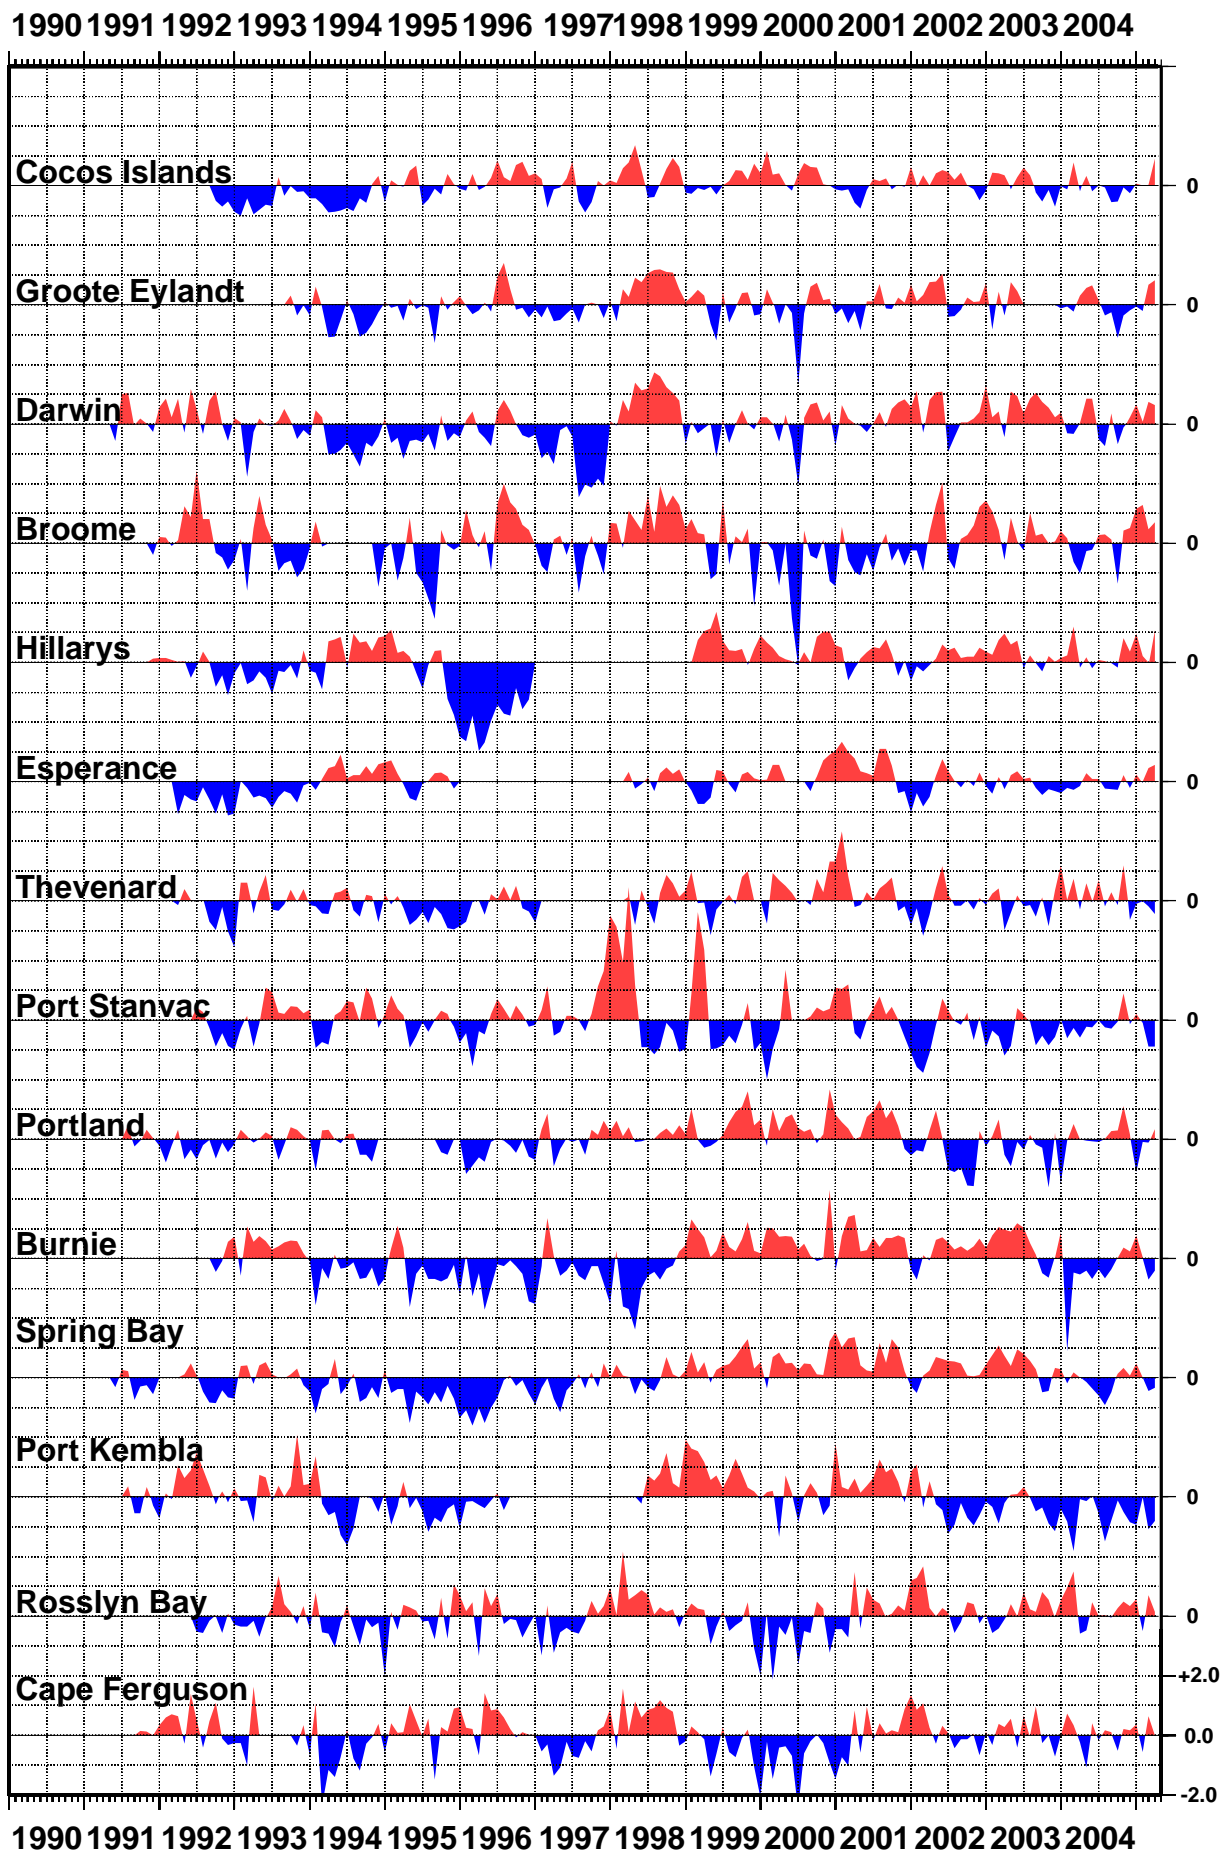 1990 1991 1992 1993 1994 1995 1996 1997 1998 1999 2000 2001 2002 2003 2004
Cocos Islands 0
Groote Eylandt 0
Darwin 0
Broome 0
Hillarys 0
Esperance 0
Thevenard 0
Port Stanvac 0
Portland 0
Burnie 0
Spring Bay 0
Port Kembla 0
Rosslyn Bay 0
+2.0
Cape Ferguson 0.0
-2.0
1990 1991 1992 1993 1994 1995 1996 1997 1998 1999 2000 2001 2002 2003 2004